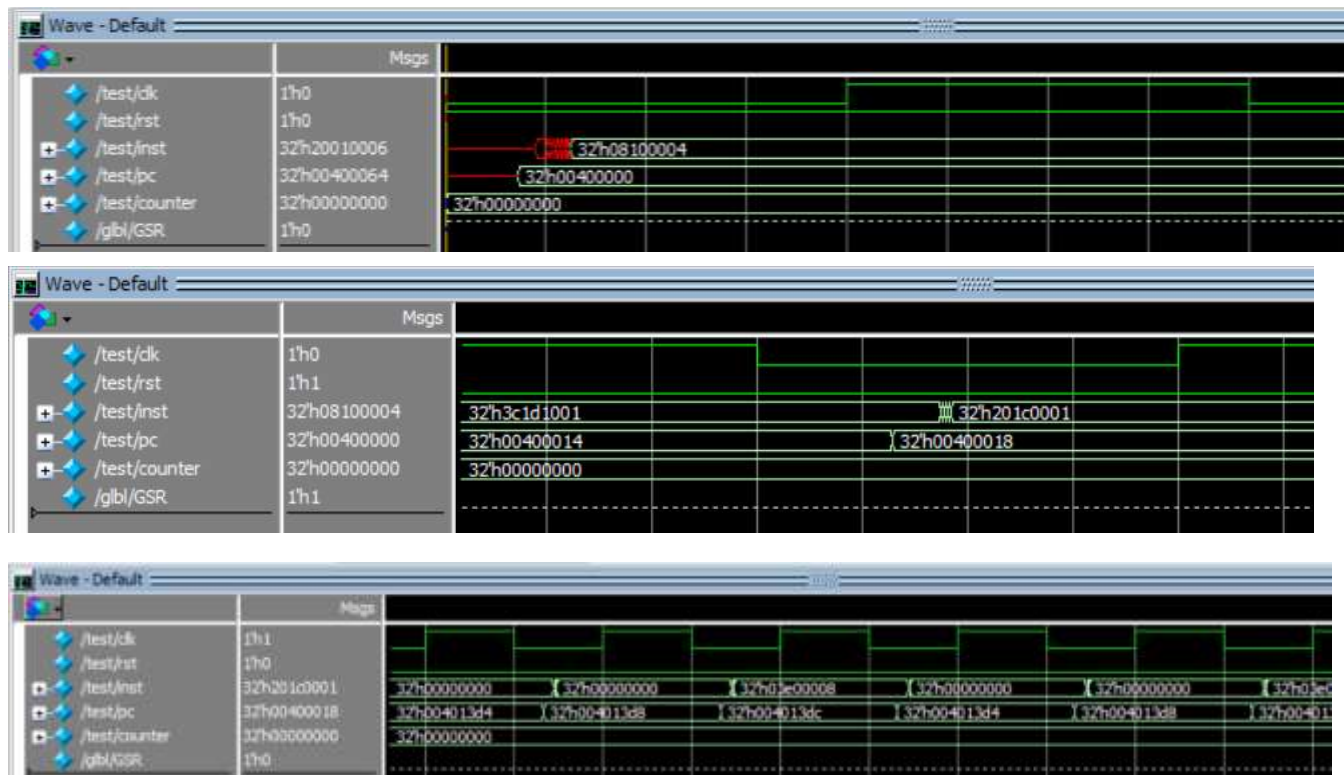 Wave - Default
Msgs
/test/clk 1'h0
/test/rst 1'h0
/test/inst 32'h20010006 32'h08100004
/test/pc 32'h00400064 32'h00400000
/test/counter 32'h00000000 32'h00000000
/glbl/GSR 1'h0
Wave - Default
Msgs
/test/clk 1'h0
/test/rst 1'h1
/test/inst 32'h08100004 32'h3c1d1001 32'h201c0001
/test/pc 32'h00400000 32'h00400014 32'h00400018
/test/counter 32'h00000000 32'h00000000
/glbl/GSR 1'h1
Wave - Default
Msgs
/test/clk 1'h1
/test/rst 1'h0
/test/inst 32'h201c0001 32'h00000000 32'h00000000 32'h03e00008 32'h00000000 32'h00000000 32'h03e0
/test/pc 32'h00400018 32'h004013d4 32'h004013d8 32'h004013dc 32'h004013d4 32'h004013d8 32'h00401
/test/counter 32'h00000000 32'h00000000
/glbl/GSR 1'h0